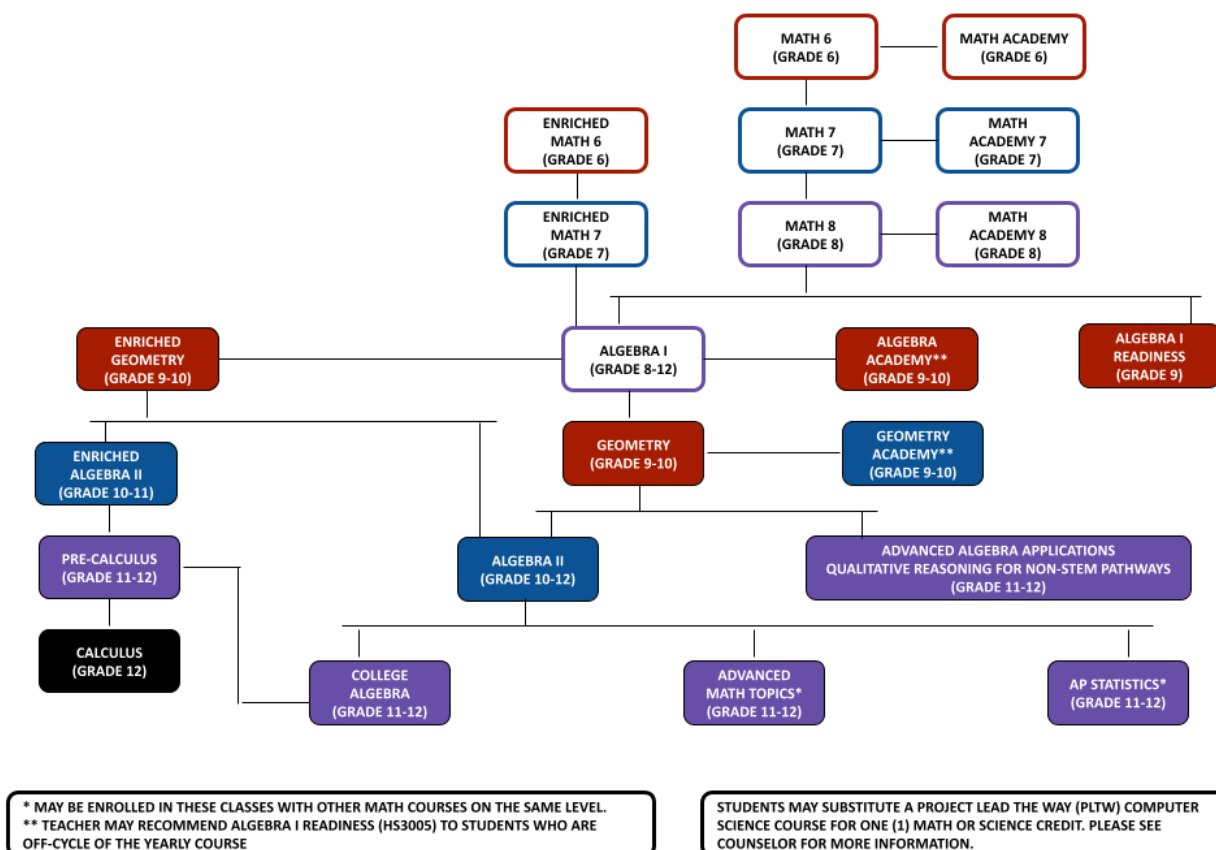 MATH 6
(GRADE 6)
MATH ACADEMY
(GRADE 6)
ENRICHED
MATH 6
(GRADE 6)
MATH 7
(GRADE 7)
MATH
ACADEMY 7
(GRADE 7)
ENRICHED
MATH 7
(GRADE 7)
MATH 8
(GRADE 8)
MATH
ACADEMY 8
(GRADE 8)
ENRICHED
GEOMETRY
(GRADE 9-10)
ALGEBRA I
(GRADE 8-12)
ALGEBRA
ACADEMY**
(GRADE 9-10)
ALGEBRA I
READINESS
(GRADE 9)
ENRICHED
ALGEBRA II
(GRADE 10-11)
GEOMETRY
(GRADE 9-10)
GEOMETRY
ACADEMY**
(GRADE 9-10)
PRE-CALCULUS
(GRADE 11-12)
ALGEBRA II
(GRADE 10-12)
ADVANCED ALGEBRA APPLICATIONS
QUALITATIVE REASONING FOR NON-STEM PATHWAYS
(GRADE 11-12)
CALCULUS
(GRADE 12)
COLLEGE
ALGEBRA
(GRADE 11-12)
ADVANCED
MATH TOPICS*
(GRADE 11-12)
AP STATISTICS*
(GRADE 11-12)
* MAY BE ENROLLED IN THESE CLASSES WITH OTHER MATH COURSES ON THE SAME LEVEL.
** TEACHER MAY RECOMMEND ALGEBRA I READINESS (HS3005) TO STUDENTS WHO ARE
OFF-CYCLE OF THE YEARLY COURSE
STUDENTS MAY SUBSTITUTE A PROJECT LEAD THE WAY (PLTW) COMPUTER
SCIENCE COURSE FOR ONE (1) MATH OR SCIENCE CREDIT. PLEASE SEE
COUNSELOR FOR MORE INFORMATION.